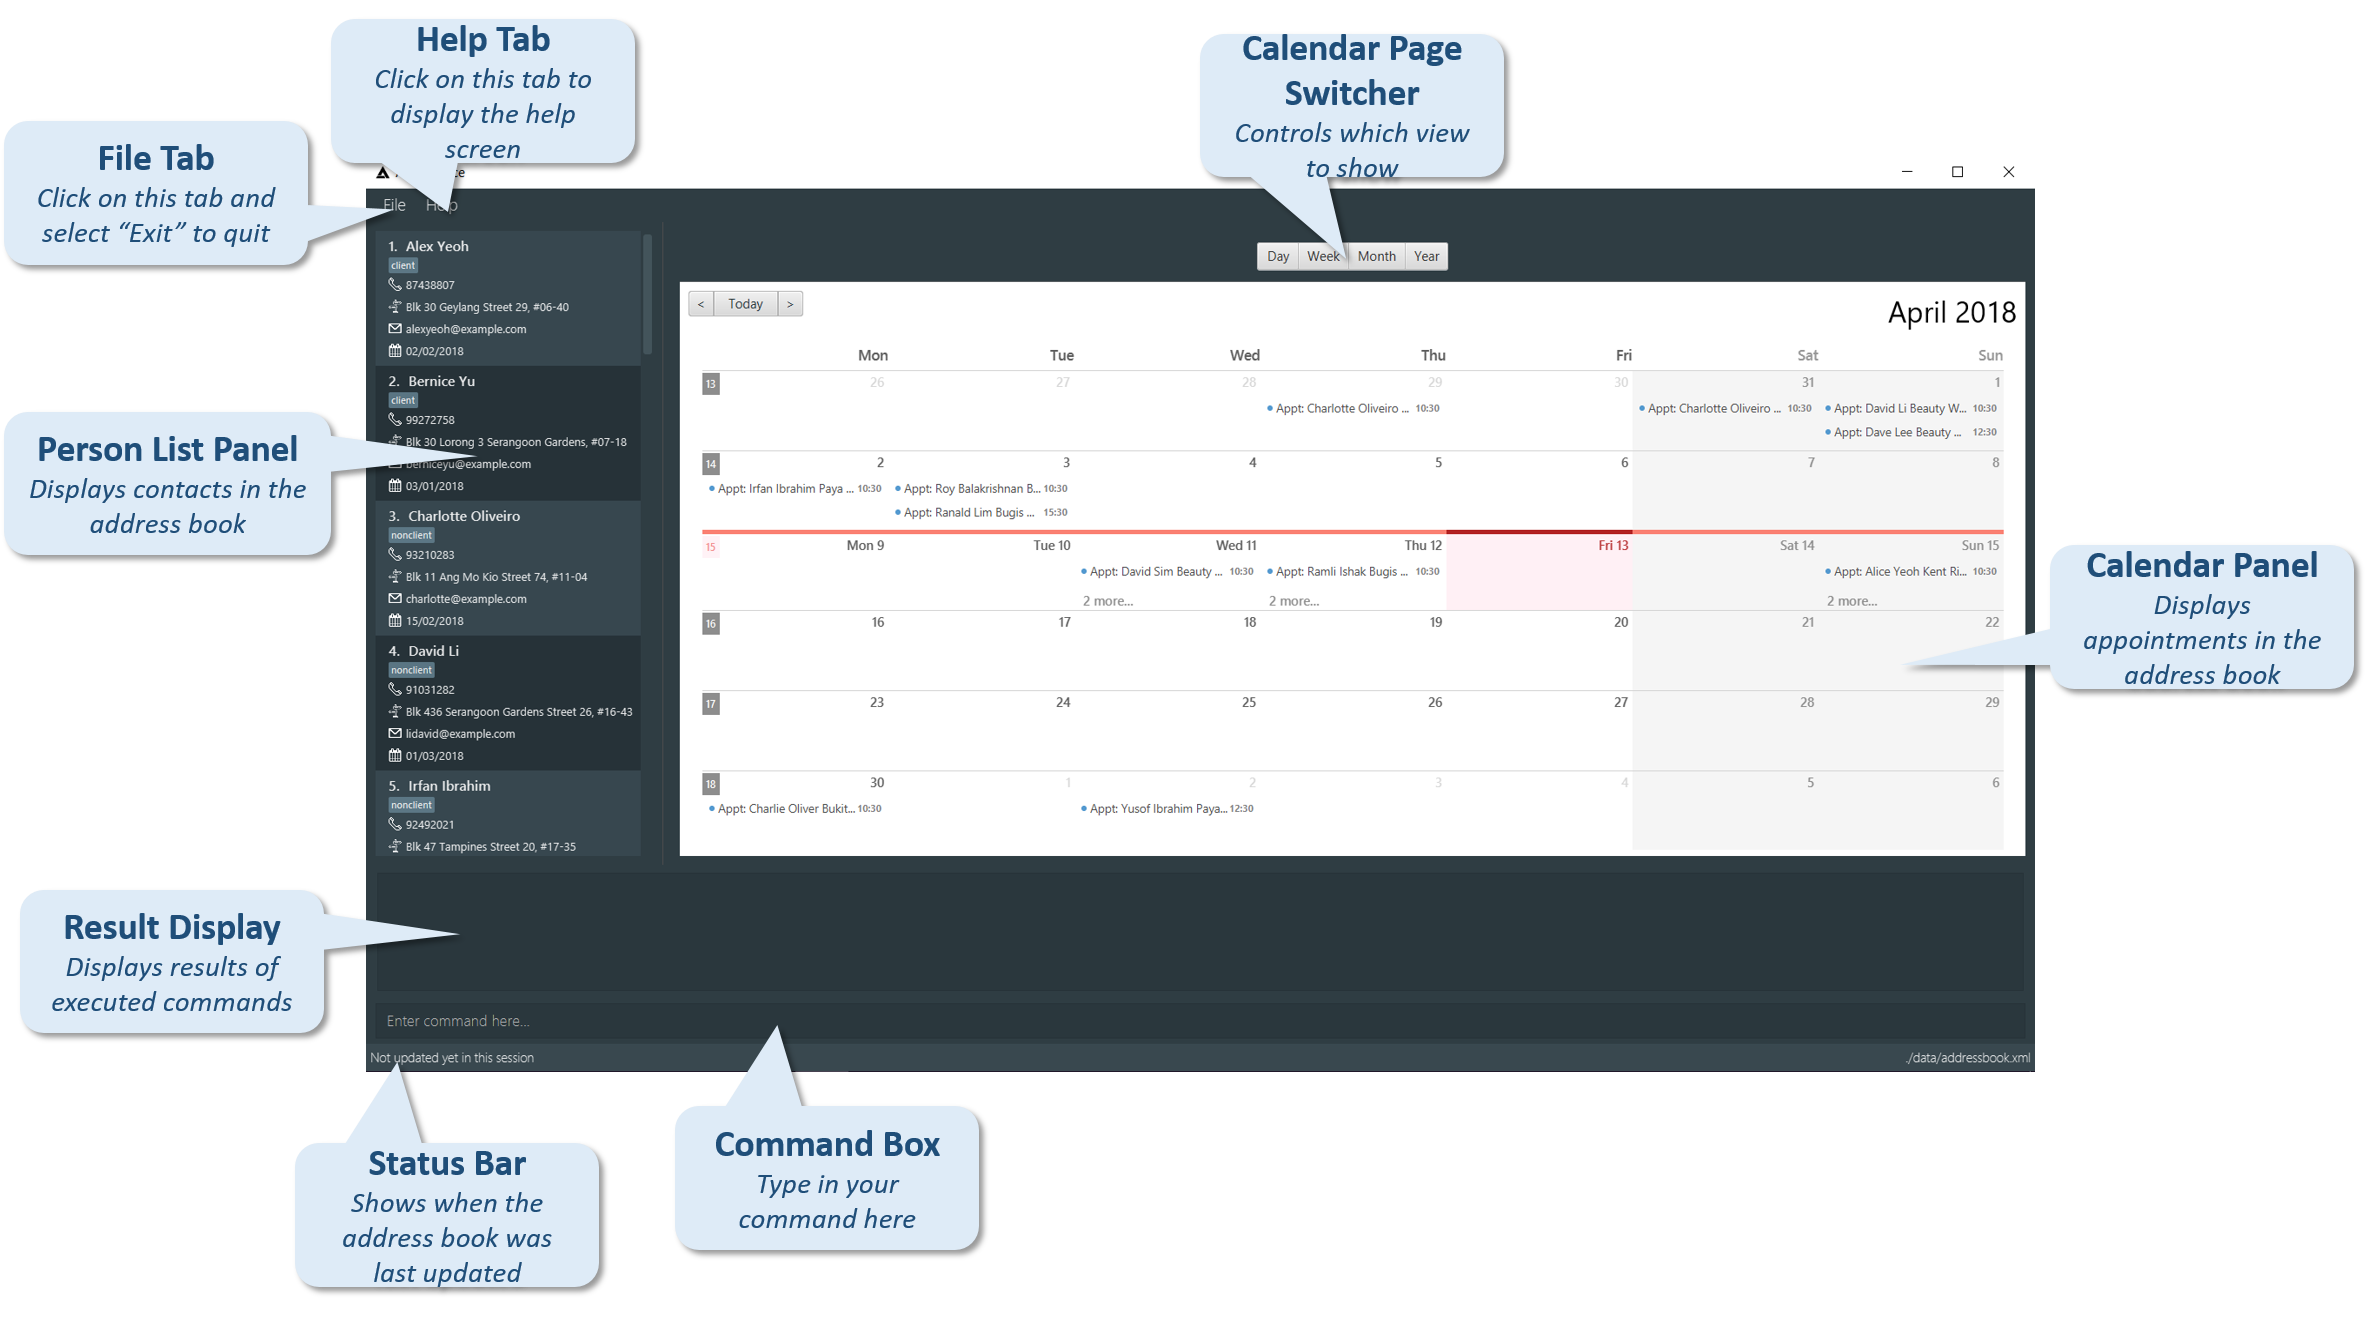 Help Tab
Click on this tab to
display the help
screen
Calendar Page
Switcher
Controls which view
to show
File Tab
Click on this tab and
select “Exit” to quit
File Help
1. Alex Yeoh
client
87438807
Blk 30 Geylang Street 29, #06-40
alexyeoh@example.com
02/02/2018
2. Bernice Yu
client
99272758
Blk 30 Lorong 3 Serangoon Gardens, #07-18
berniceyu@example.com
03/01/2018
3. Charlotte Oliveiro
nonclient
93210283
Blk 11 Ang Mo Kio Street 74, #11-04
charlotte@example.com
15/02/2018
4. David Li
nonclient
91031282
Blk 436 Serangoon Gardens Street 26, #16-43
lidavid@example.com
01/03/2018
5. Irfan Ibrahim
nonclient
92492021
Blk 47 Tampines Street 20, #17-35
Person List Panel
Displays contacts in the
address book
Day Week Month Year
< Today >
April 2018
Mon Tue Wed Thu Fri Sat Sun
13 26 27 28 29 30 31 1
Appt: Charlotte Oliveiro ... 10:30 Appt: Charlotte Oliveiro ... 10:30 Appt: David Li Beauty W... 10:30
Appt: Dave Lee Beauty ... 12:30
14 2 3 4 5 6 7 8
Appt: Irfan Ibrahim Paya ... 10:30 Appt: Roy Balakrishnan B... 10:30
Appt: Ranald Lim Bugis ... 15:30
15 Mon 9 Tue 10 Wed 11 Thu 12 Fri 13 Sat 14 Sun 15
Appt: David Sim Beauty ... 10:30 Appt: Ramli Ishak Bugis ... 10:30 Appt: Alice Yeoh Kent Ri... 10:30
2 more... 2 more... 2 more...
16 16 17 18 19 20 21 22
17 23 24 25 26 27 28 29
18 30 1 2 3 4 5 6
Appt: Charlie Oliver Bukit... 10:30 Appt: Yusof Ibrahim Paya... 12:30
Calendar Panel
Displays
appointments in the
address book
Result Display
Displays results of
executed commands
Enter command here...
Not updated yet in this session ./data/addressbook.xml
Status Bar
Shows when the
address book was
last updated
Command Box
Type in your
command here